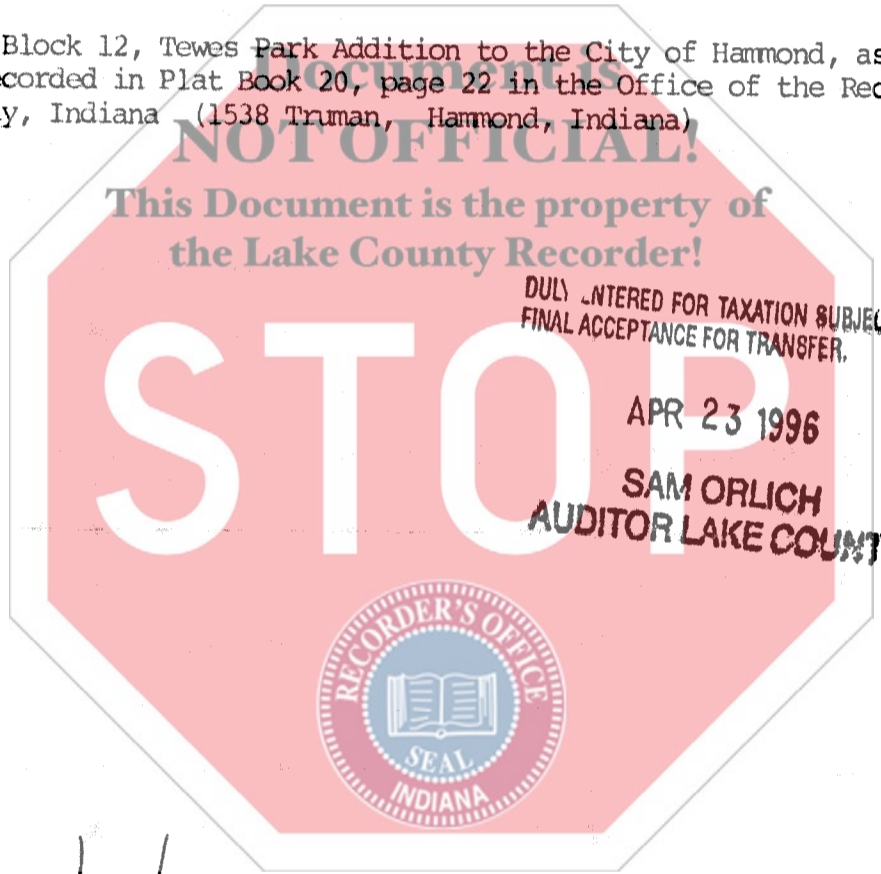 Block 12, Tewes Park Addition to the City of Hammond, as
corded in Plat Book 20, page 22 in the Office of the Rec
y, Indiana (1538 Truman, Hammond, Indiana)
Document is
NOT OFFICIAL!
This Document is the property of
the Lake County Recorder!
STOP
DULY ENTERED FOR TAXATION SUBJEC
FINAL ACCEPTANCE FOR TRANSFER.
APR 23 1996
SAM ORLICH
AUDITOR LAKE COUNT
RECORDER'S OFFICE
SEAL
INDIANA